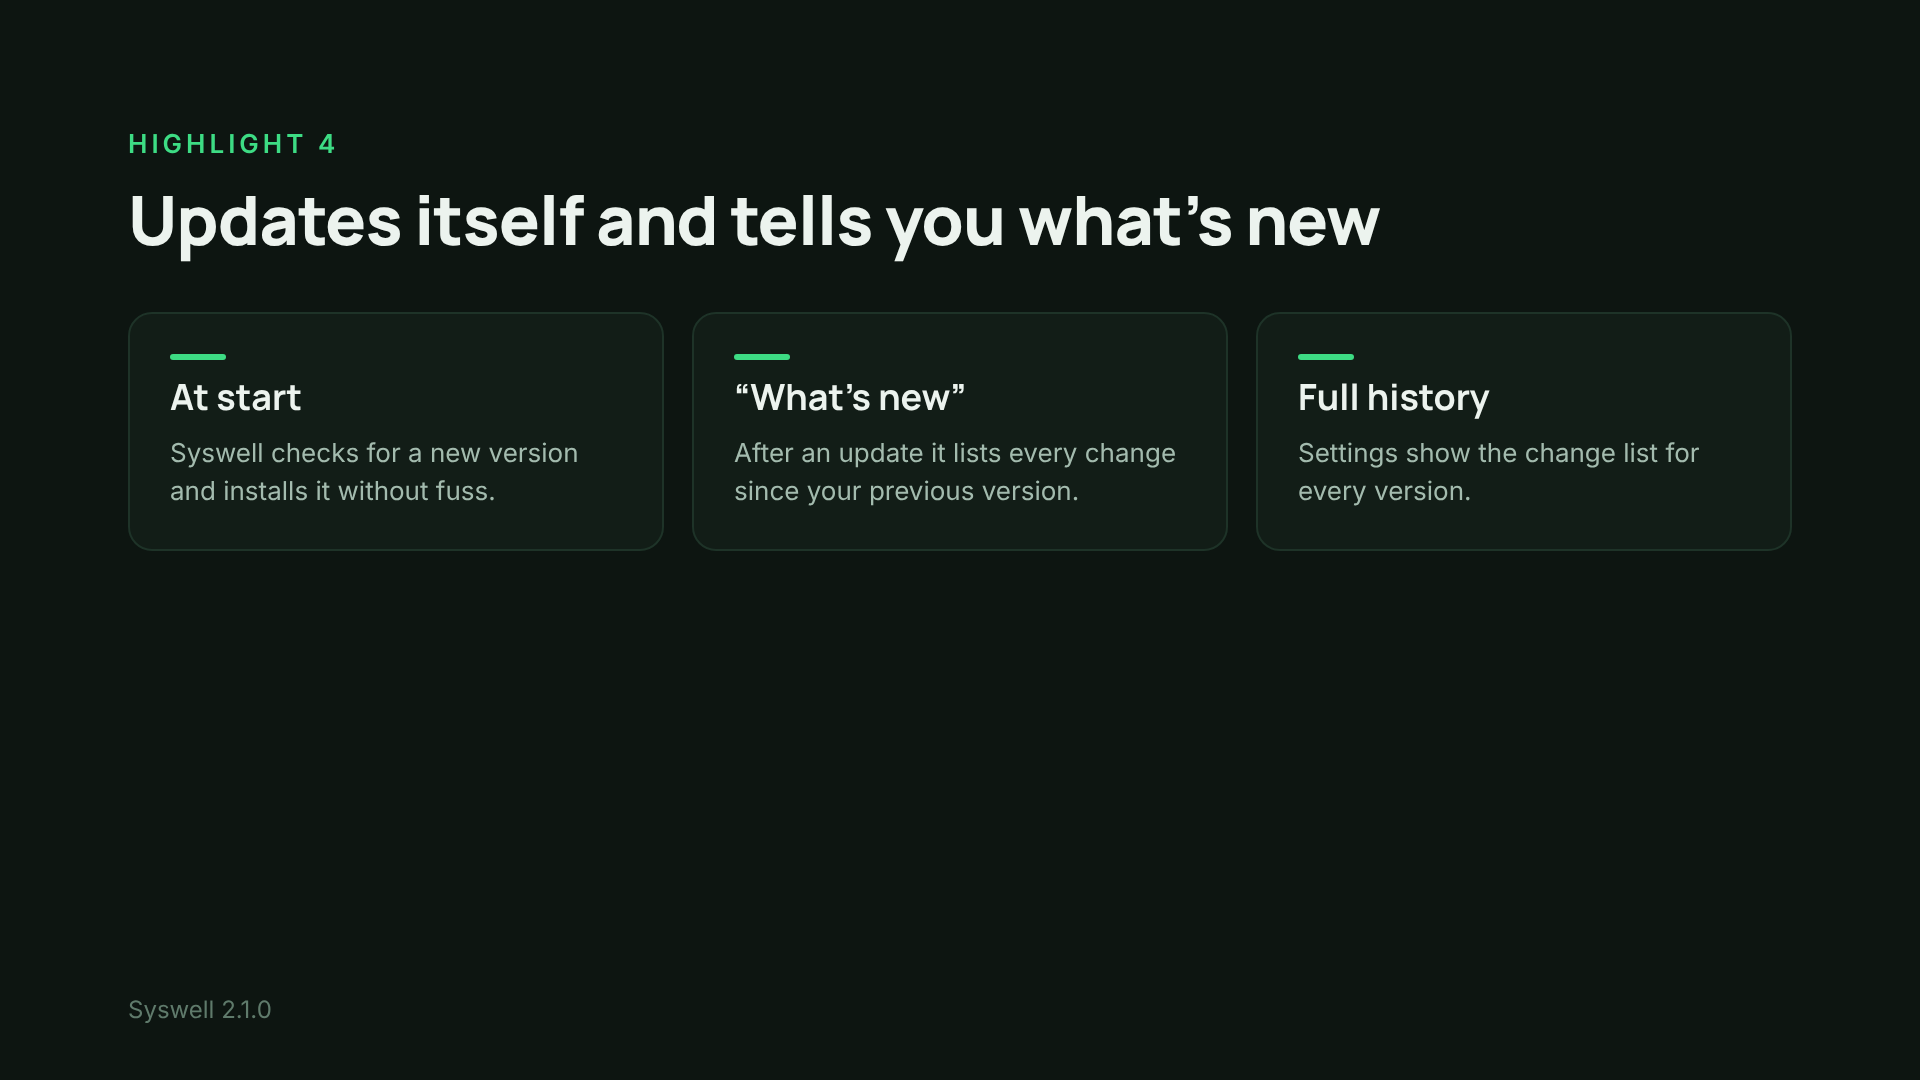 HIGHLIGHT 4
Updates itself and tells you what’s new
At start
Syswell checks for a new version
and installs it without fuss.
“What’s new”
After an update it lists every change
since your previous version.
Full history
Settings show the change list for
every version.
Syswell 2.1.0